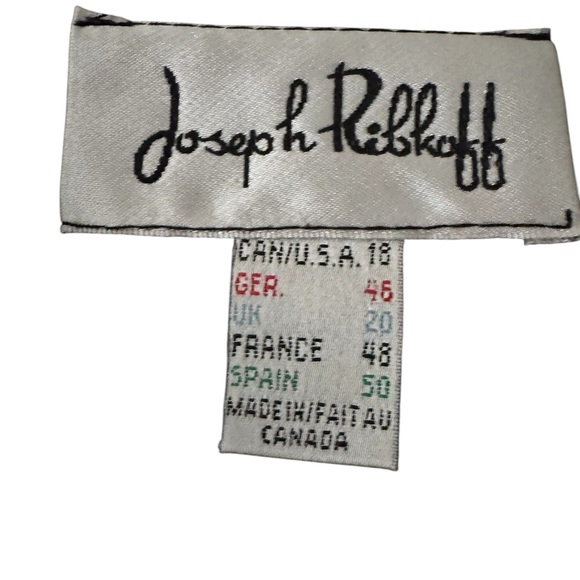 Joseph Ribkoff
CAN/U.S.A. 18
GER. 46
UK 20
FRANCE 48
SPAIN 50
MADE IN/FAIT AU
CANADA